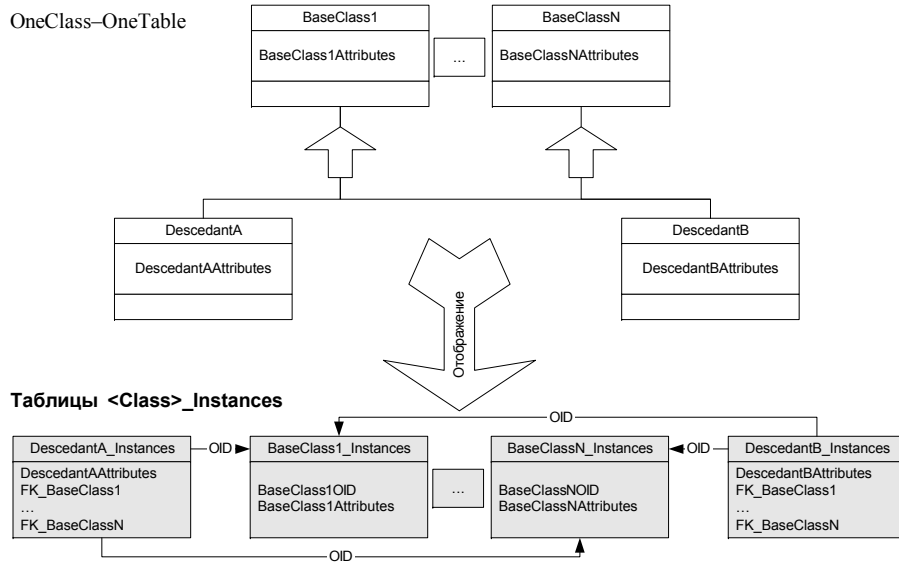 OneClass–OneTable
BaseClass1
BaseClass1Attributes
...
BaseClassN
BaseClassNAttributes
DescedantA
DescedantAAttributes
DescedantB
DescedantBAttributes
Отображение
Таблицы <Class>_Instances
OID
DescedantA_Instances
DescedantAAttributes
FK_BaseClass1
...
FK_BaseClassN
OID
BaseClass1_Instances
BaseClass1OID
BaseClass1Attributes
...
BaseClassN_Instances
BaseClassNOID
BaseClassNAttributes
OID
DescedantB_Instances
DescedantBAttributes
FK_BaseClass1
...
FK_BaseClassN
OID